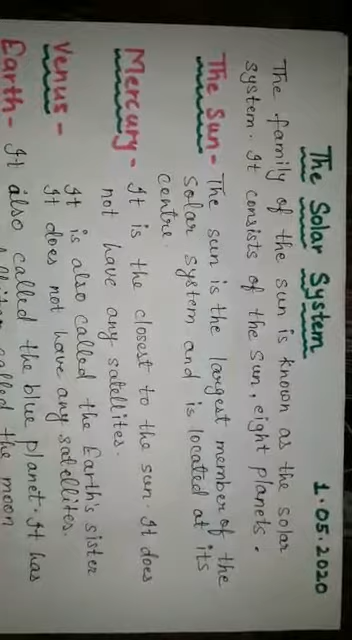 1.05.2020
The Solar System
The family of the sun is known as the solar
system. It consists of the sun, eight planets.
The Sun - The sun is the largest member of the
solar system and is located at its
centre.
Mercury - It is the closest to the sun. It does
not have any satellites.
Venus - It is also called the Earth's sister
It does not have any satellites.
Earth - It also called the blue planet. It has
called the moon